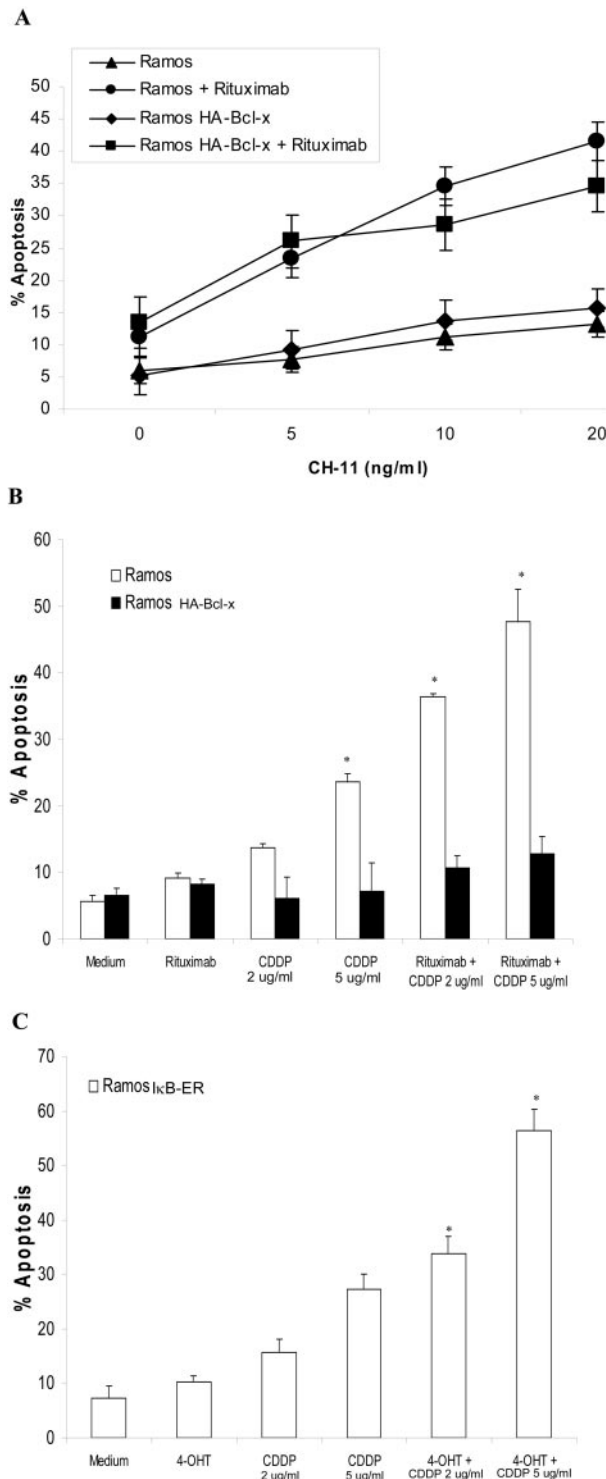 A
Ramos
Ramos + Rituximab
Ramos HA-Bcl-x
Ramos HA-Bcl-x + Rituximab
50
45
40
35
30
25
20
15
10
5
0
% Apoptosis
0 5 10 20
CH-11 (ng/ml)
B
60
50
40
30
20
10
0
% Apoptosis
Ramos
Ramos HA-Bcl-x
*
*
*
Medium Rituximab CDDP CDDP Rituximab + Rituximab +
2 ug/ml 5 ug/ml CDDP 2 ug/ml CDDP 5 ug/ml
C
70
60
50
40
30
20
10
0
% Apoptosis
Ramos IκB-ER
*
*
Medium 4-OHT CDDP CDDP 4-OHT + 4-OHT +
2 ug/ml 5 ug/ml CDDP 2 ug/ml CDDP 5 ug/ml